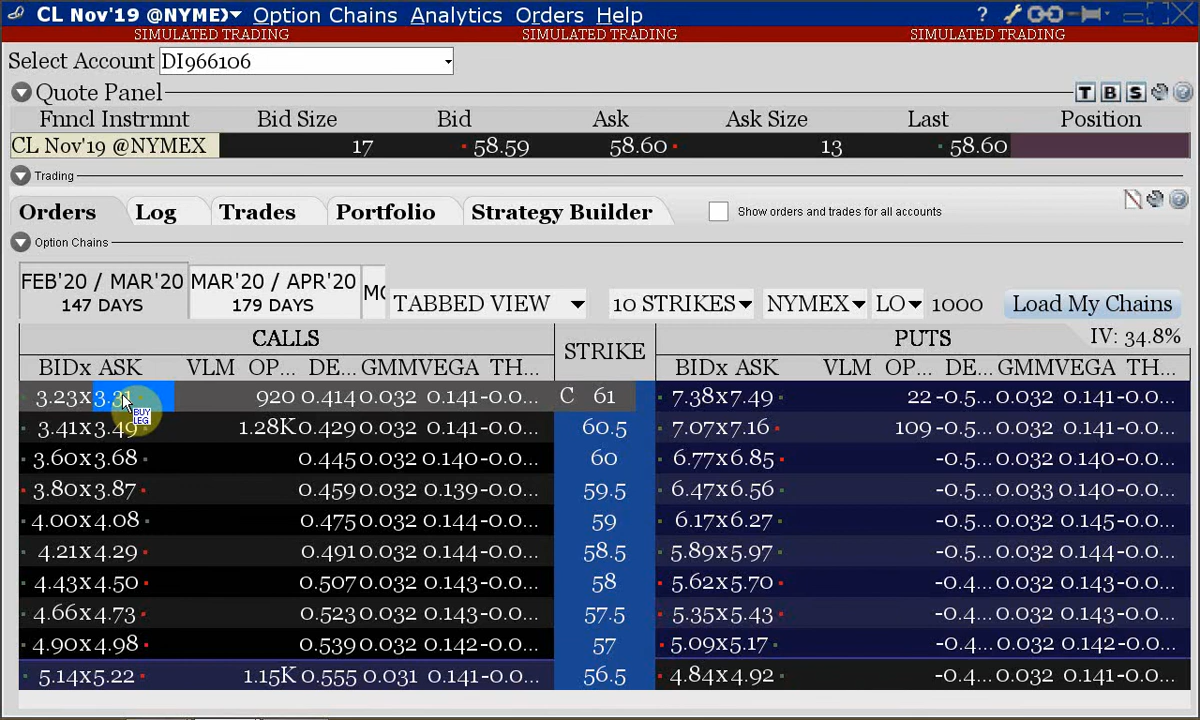 CL Nov'19 @NYMEX Option Chains Analytics Orders Help ?
SIMULATED TRADING SIMULATED TRADING SIMULATED TRADING
Select Account DI966106
Quote Panel T B S ?
Fnncl Instrmnt Bid Size Bid Ask Ask Size Last Position
CL Nov'19 @NYMEX 17 58.59 58.60 13 58.60
Trading
Orders Log Trades Portfolio Strategy Builder Show orders and trades for all accounts ?
Option Chains
FEB'20 / MAR'20 MAR'20 / APR'20
147 DAYS 179 DAYS
TABBED VIEW 10 STRIKES NYMEX LO 1000 Load My Chains
CALLS STRIKE PUTS IV: 34.8%
BIDx ASK VLM OP... DE... GMM VEGA TH... BIDx ASK VLM OP... DE... GMM VEGA TH...
3.23x3.31 920 0.414 0.032 0.141 -0.0... C 61 7.38x7.49 22 -0.5... 0.032 0.141 -0.0...
BUY
LEG
3.41x3.49 1.28K 0.429 0.032 0.141 -0.0... 60.5 7.07x7.16 109 -0.5... 0.032 0.141 -0.0...
3.60x3.68 0.445 0.032 0.140 -0.0... 60 6.77x6.85 -0.5... 0.032 0.140 -0.0...
3.80x3.87 0.459 0.032 0.139 -0.0... 59.5 6.47x6.56 -0.5... 0.033 0.140 -0.0...
4.00x4.08 0.475 0.032 0.144 -0.0... 59 6.17x6.27 -0.5... 0.032 0.145 -0.0...
4.21x4.29 0.491 0.032 0.144 -0.0... 58.5 5.89x5.97 -0.5... 0.032 0.144 -0.0...
4.43x4.50 0.507 0.032 0.143 -0.0... 58 5.62x5.70 -0.4... 0.032 0.143 -0.0...
4.66x4.73 0.523 0.032 0.143 -0.0... 57.5 5.35x5.43 -0.4... 0.032 0.143 -0.0...
4.90x4.98 0.539 0.032 0.142 -0.0... 57 5.09x5.17 -0.4... 0.032 0.142 -0.0...
5.14x5.22 1.15K 0.555 0.031 0.141 -0.0... 56.5 4.84x4.92 -0.4... 0.032 0.141 -0.0...